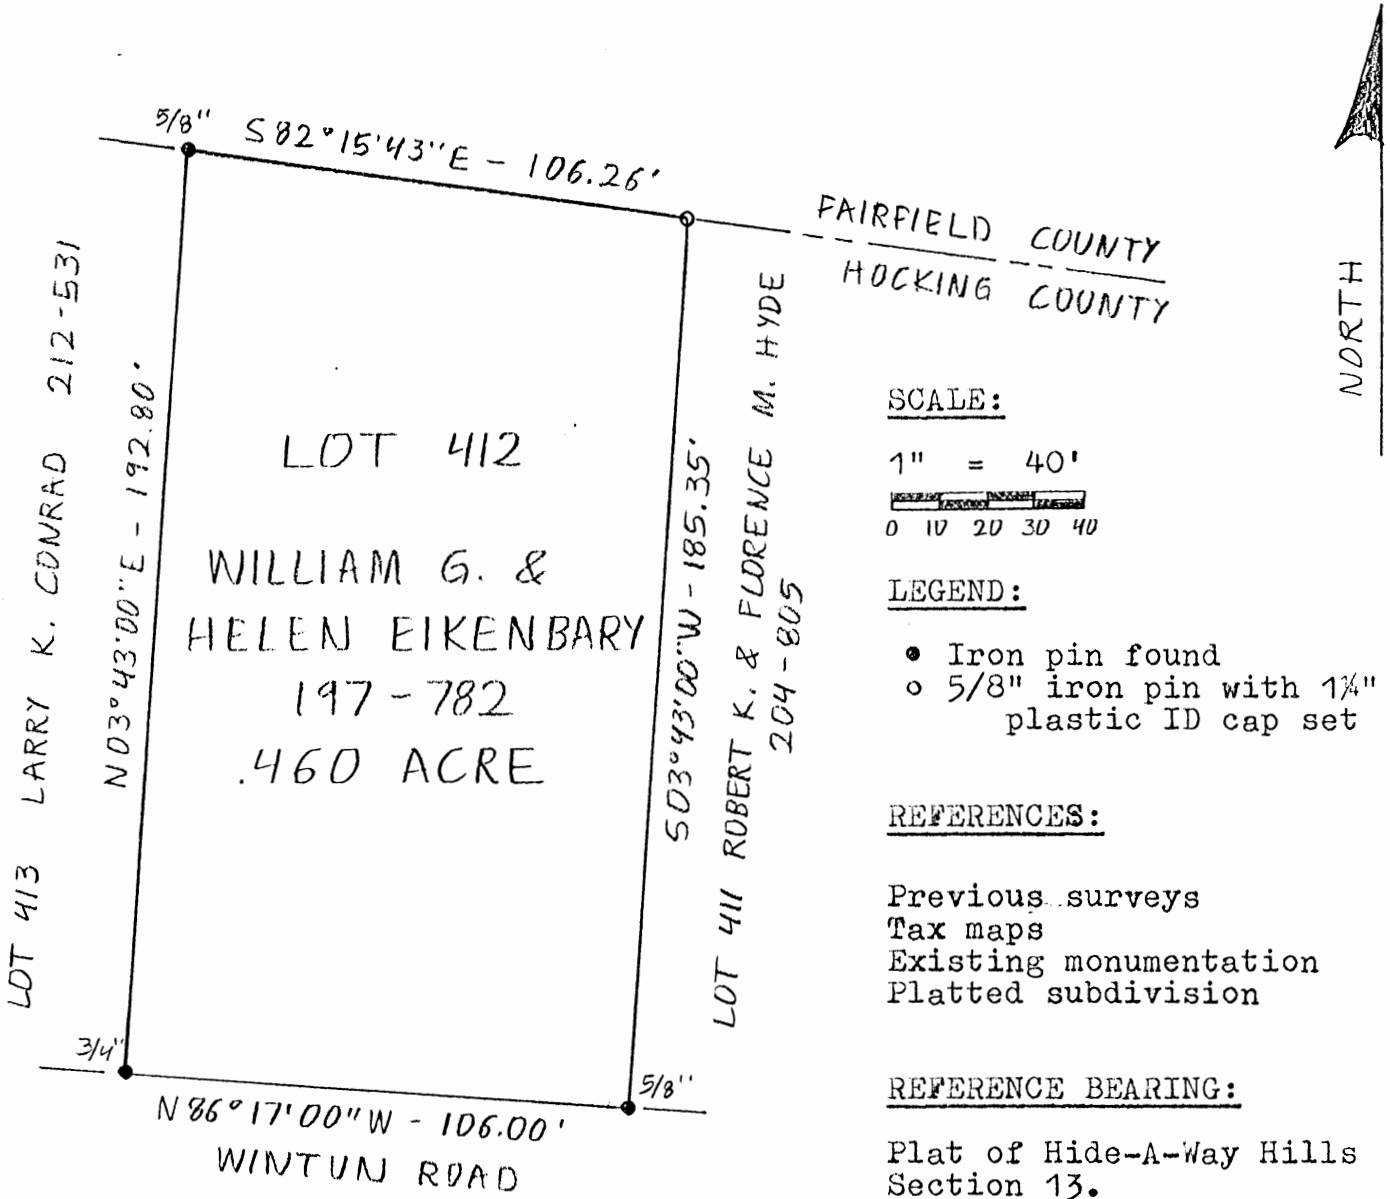 5/8" S82°15'43"E - 106.26'
FAIRFIELD COUNTY
HOCKING COUNTY
NORTH
LOT 413 LARRY K. CONRAD 212-531
N03°43'00"E - 192.80'
LOT 412
WILLIAM G. &
HELEN EIKENBARY
197-782
.460 ACRE
S03°43'00"W - 185.35'
LOT 411 ROBERT K. & FLORENCE M. HYDE
204-805
3/4"
5/8"
N86°17'00"W - 106.00'
WINTUN ROAD
SCALE:
1" = 40'
0 10 20 30 40
LEGEND:
Iron pin found
5/8" iron pin with 1¼"
plastic ID cap set
REFERENCES:
Previous surveys
Tax maps
Existing monumentation
Platted subdivision
REFERENCE BEARING:
Plat of Hide-A-Way Hills
Section 13.